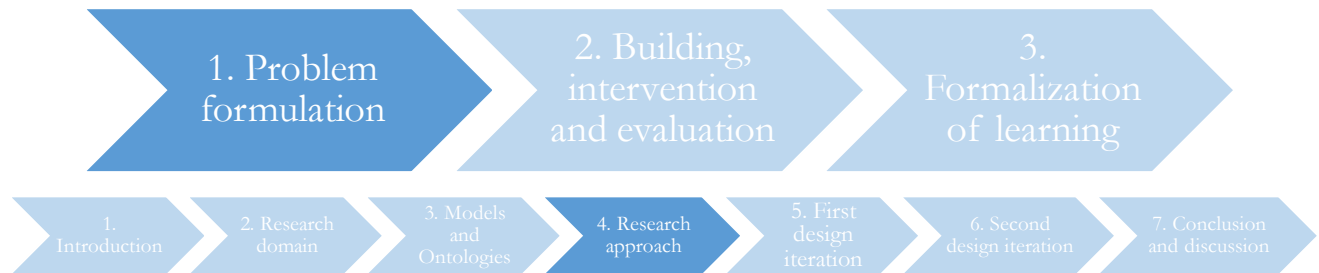 1. Problem
formulation
2. Building,
intervention
and evaluation
3.
Formalization
of learning
1.
Introduction
2. Research
domain
3. Models
and
Ontologies
4. Research
approach
5. First
design
iteration
6. Second
design iteration
7. Conclusion
and discussion